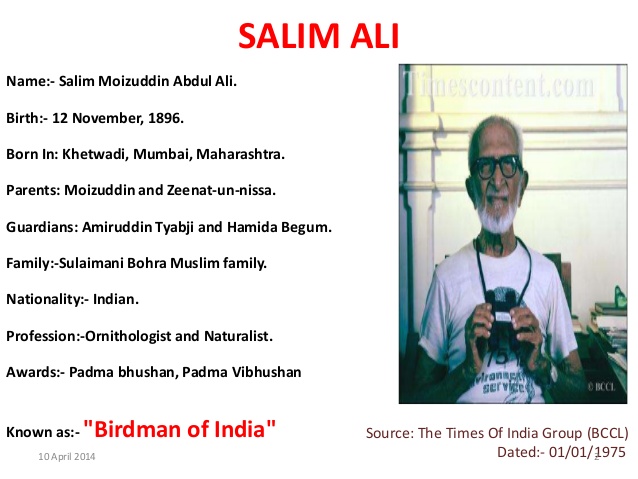 SALIM ALI
Name:- Salim Moizuddin Abdul Ali.
Birth:- 12 November, 1896.
Born In: Khetwadi, Mumbai, Maharashtra.
Parents: Moizuddin and Zeenat-un-nissa.
Guardians: Amiruddin Tyabji and Hamida Begum.
Family:-Sulaimani Bohra Muslim family.
Nationality:- Indian.
Profession:-Ornithologist and Naturalist.
Awards:- Padma bhushan, Padma Vibhushan
Known as:- "Birdman of India"
10 April 2014
Timescontent.com
© BCCL
Source: The Times Of India Group (BCCL)
Dated:- 01/01/1975